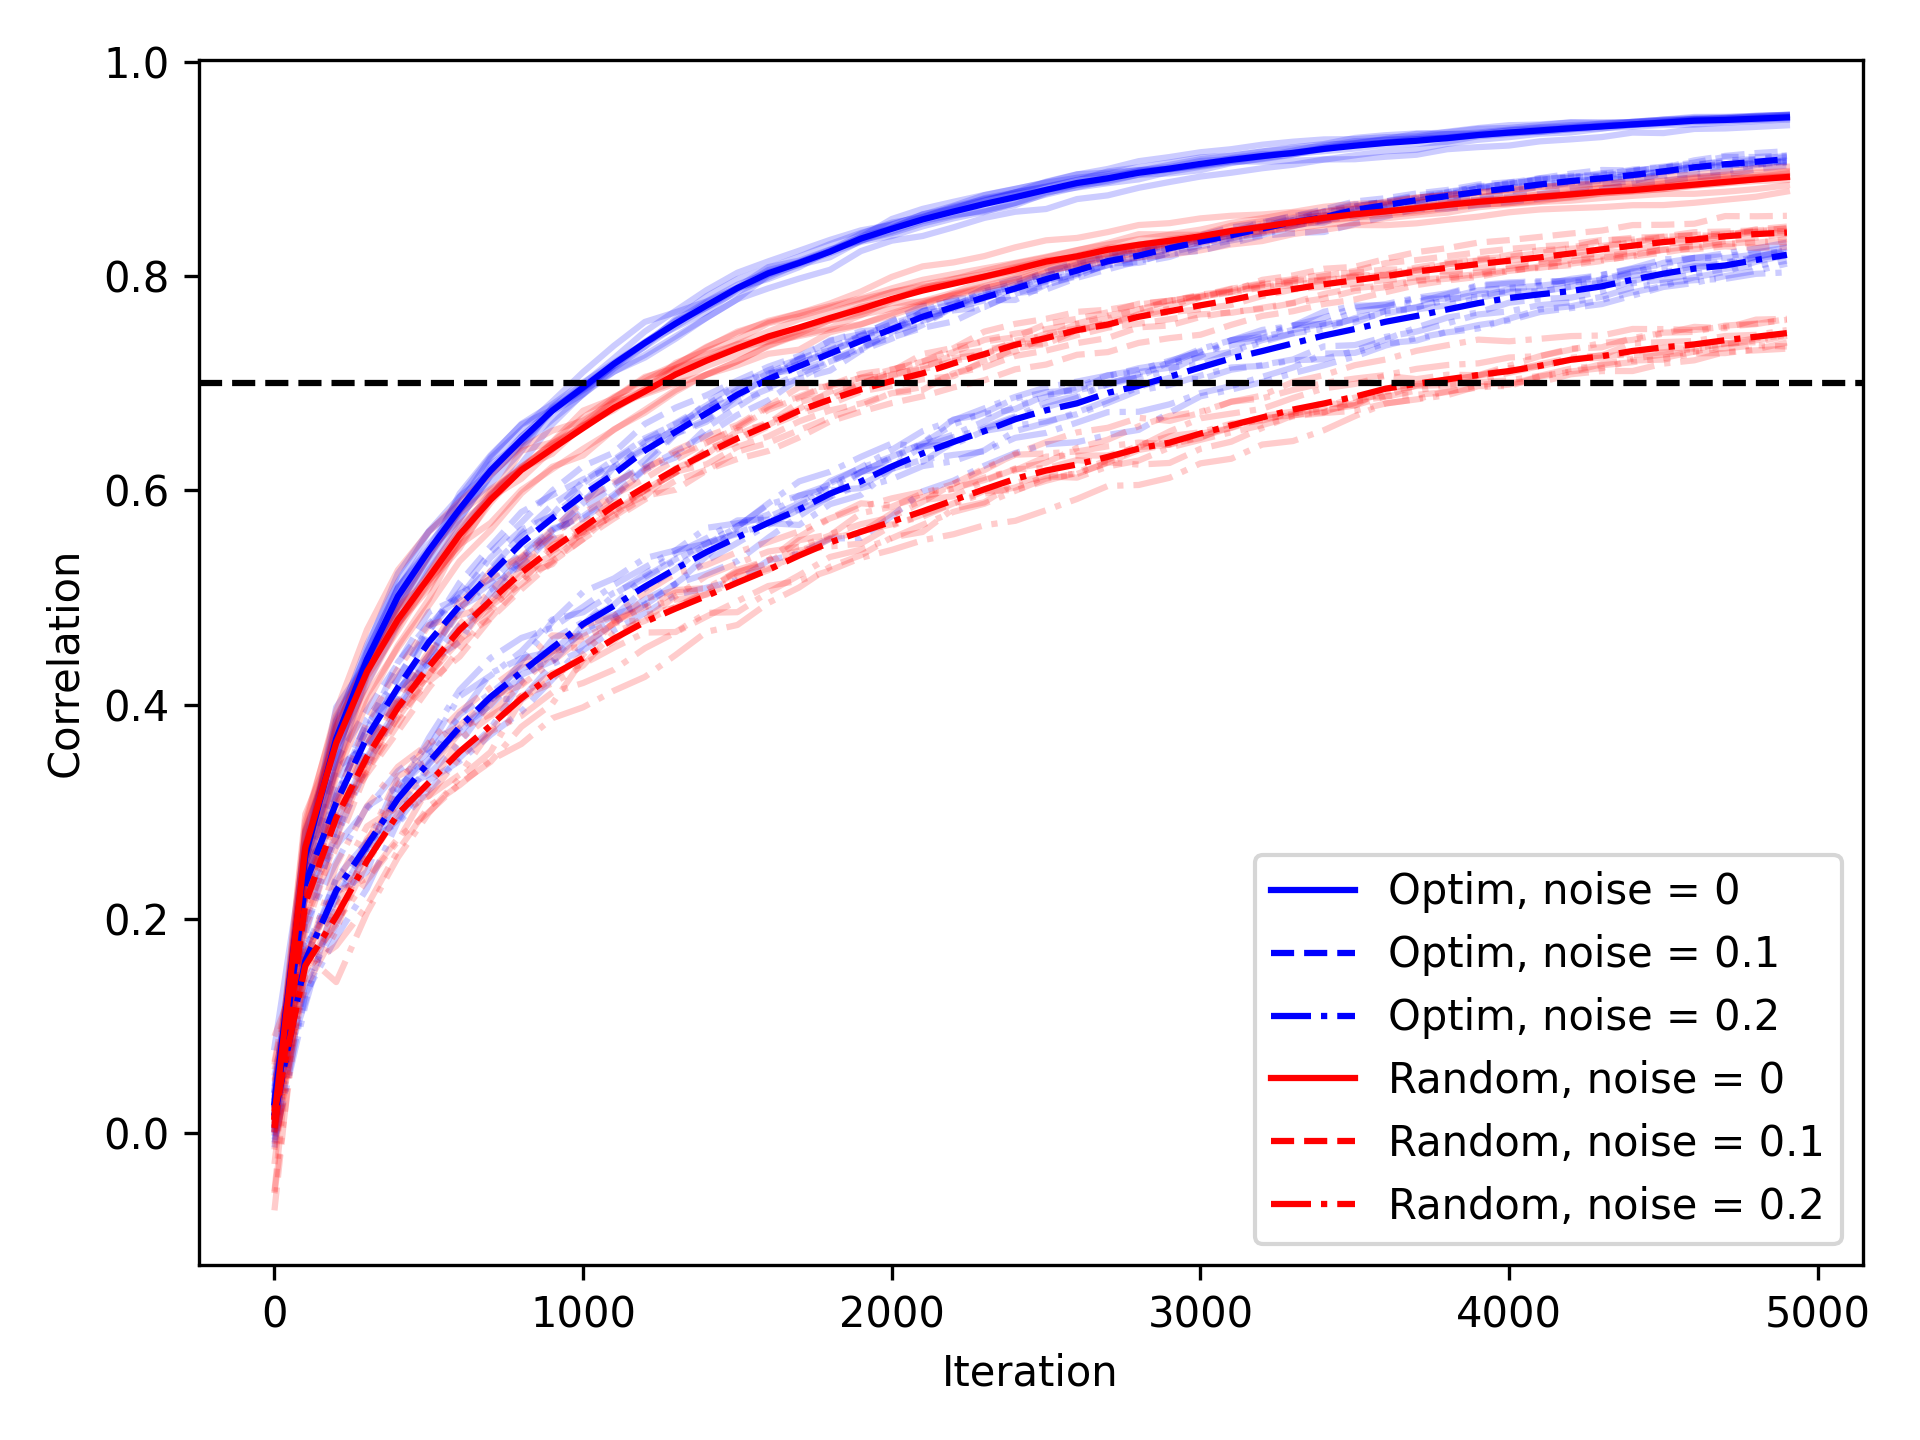 1.0
0.8
0.6
0.4
0.2
0.0
Correlation
0 1000 2000 3000 4000 5000
Iteration
Optim, noise = 0
Optim, noise = 0.1
Optim, noise = 0.2
Random, noise = 0
Random, noise = 0.1
Random, noise = 0.2